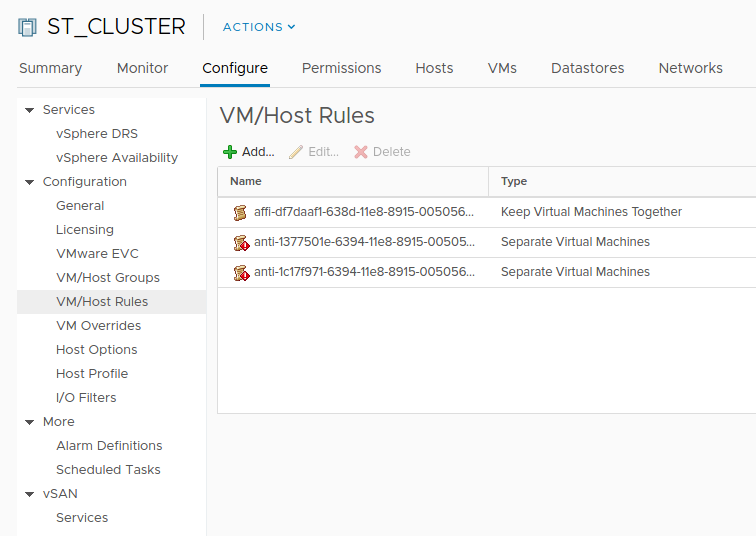 ST_CLUSTER ACTIONS
Summary Monitor Configure Permissions Hosts VMs Datastores Networks
Services
vSphere DRS
vSphere Availability
Configuration
General
Licensing
VMware EVC
VM/Host Groups
VM/Host Rules
VM Overrides
Host Options
Host Profile
I/O Filters
More
Alarm Definitions
Scheduled Tasks
vSAN
Services
VM/Host Rules
Add... Edit... Delete
Name Type
affi-df7daaf1-638d-11e8-8915-005056... Keep Virtual Machines Together
anti-1377501e-6394-11e8-8915-00505... Separate Virtual Machines
anti-1c17f971-6394-11e8-8915-005056... Separate Virtual Machines